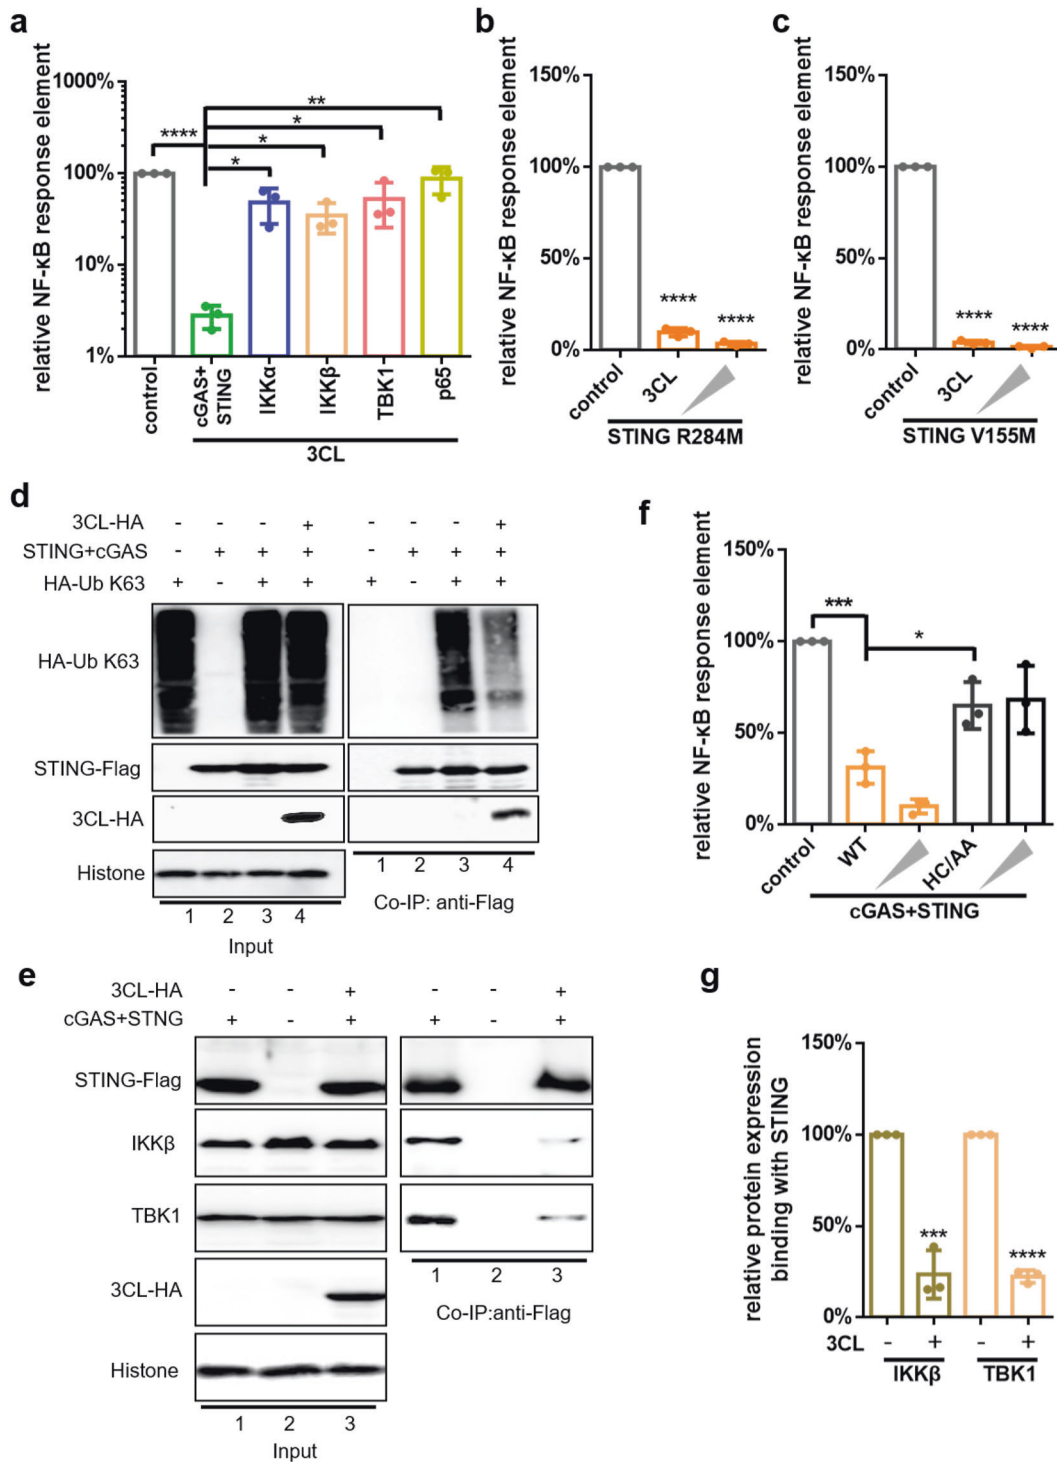 a
relative NF-κB response element
1000%
100%
10%
1%
****
*
*
*
**
control
cGAS+
STING
IKKα
IKKβ
TBK1
p65
3CL
b
relative NF-κB response element
150%
100%
50%
0%
****
****
control
3CL
STING R284M
c
relative NF-κB response element
150%
100%
50%
0%
****
****
control
3CL
STING V155M
d
3CL-HA - - - + - - - +
STING+cGAS - + + + - + + +
HA-Ub K63 + - + + + - + +
HA-Ub K63
STING-Flag
3CL-HA
Histone
1 2 3 4
Input
1 2 3 4
Co-IP: anti-Flag
e
3CL-HA - - + - - +
cGAS+STNG + - + + - +
STING-Flag
IKKβ
TBK1
3CL-HA
Histone
1 2 3
Input
1 2 3
Co-IP:anti-Flag
f
relative NF-κB response element
150%
100%
50%
0%
***
*
control
WT
HC/AA
cGAS+STING
g
relative protein expression
binding with STING
150%
100%
50%
0%
***
****
3CL - + - +
IKKβ TBK1